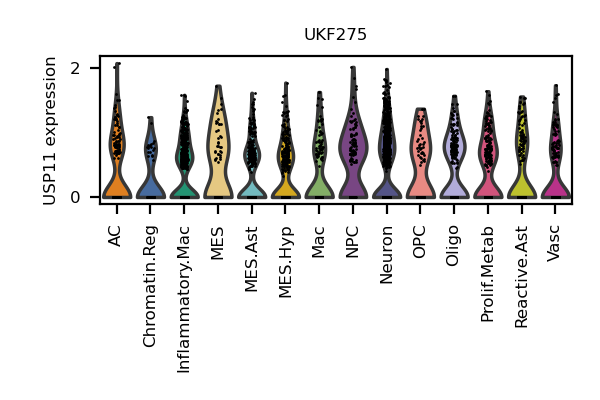 UKF275
USP11 expression
2
0
AC
Chromatin.Reg
Inflammatory.Mac
MES
MES.Ast
MES.Hyp
Mac
NPC
Neuron
OPC
Oligo
Prolif.Metab
Reactive.Ast
Vasc